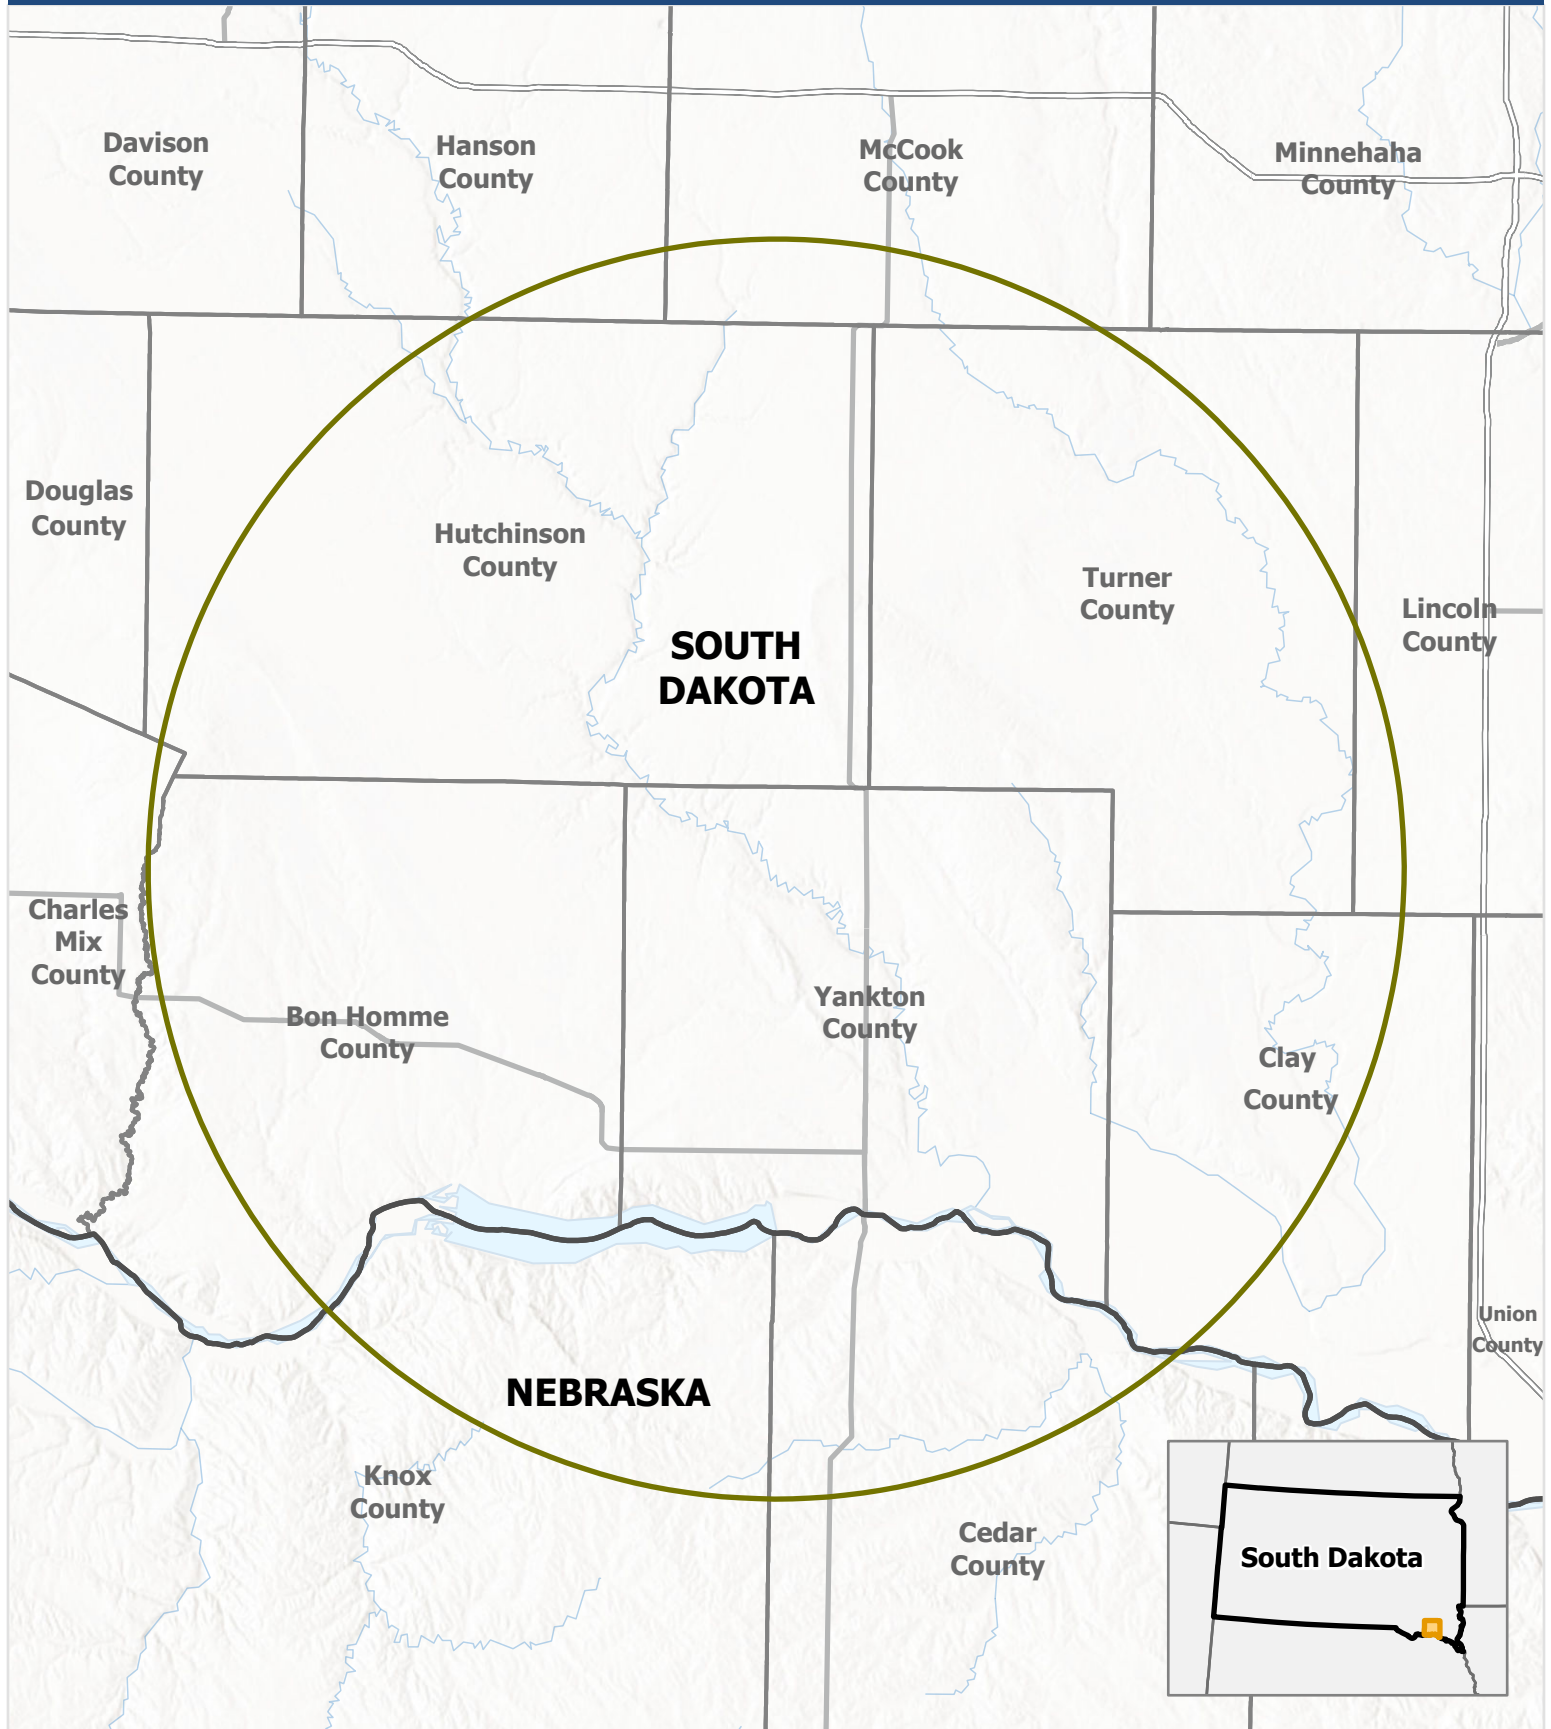 Davison
County
Hanson
County
McCook
County
Minnehaha
County
Douglas
County
Hutchinson
County
Turner
County
Lincoln
County
SOUTH
DAKOTA
Charles
Mix
County
Bon Homme
County
Yankton
County
Clay
County
Union
County
NEBRASKA
Knox
County
Cedar
County
South Dakota